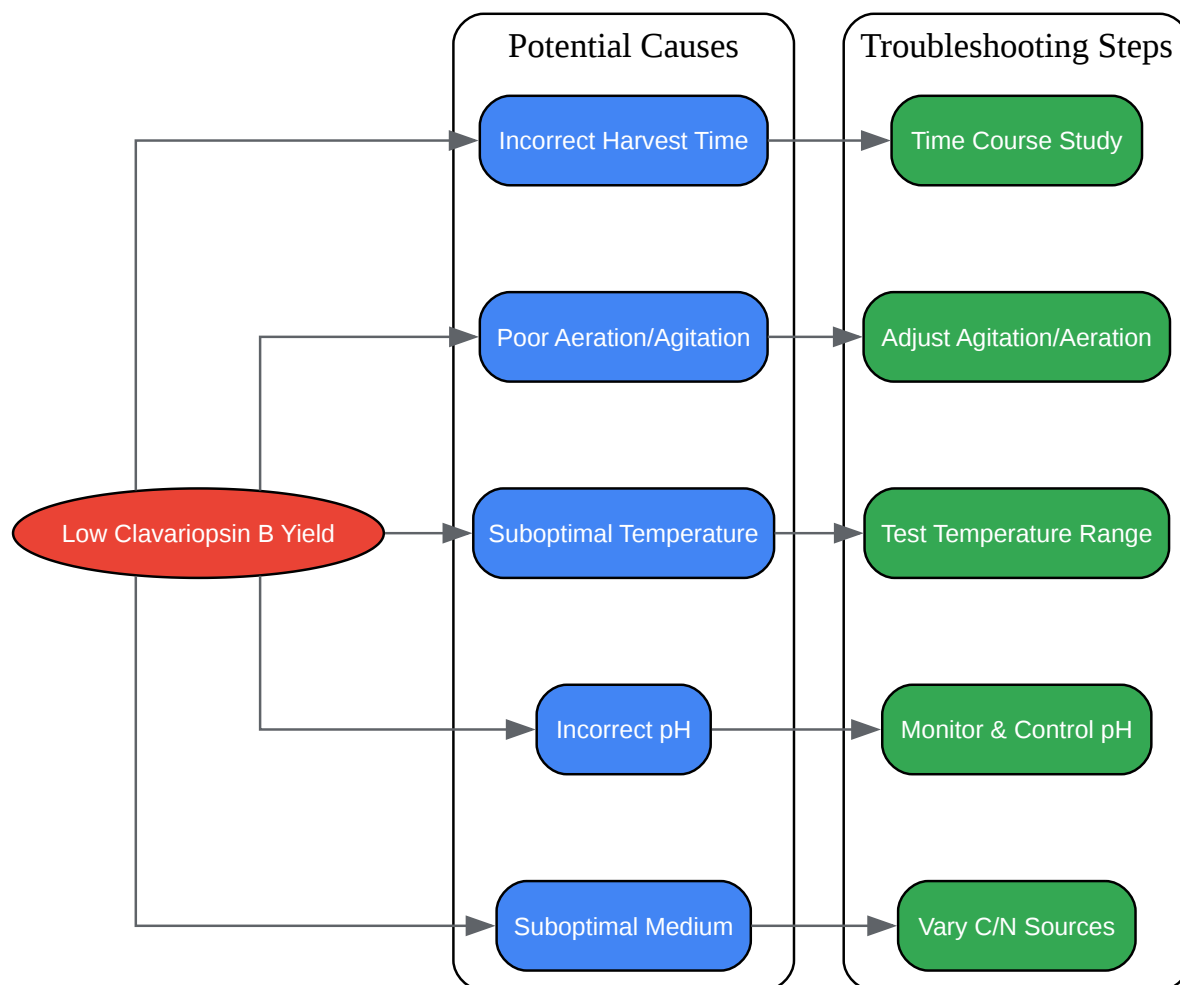 Potential Causes
Troubleshooting Steps
Incorrect Harvest Time
Time Course Study
Poor Aeration/Agitation
Adjust Agitation/Aeration
Low Clavariopsin B Yield
Suboptimal Temperature
Test Temperature Range
Incorrect pH
Monitor & Control pH
Suboptimal Medium
Vary C/N Sources